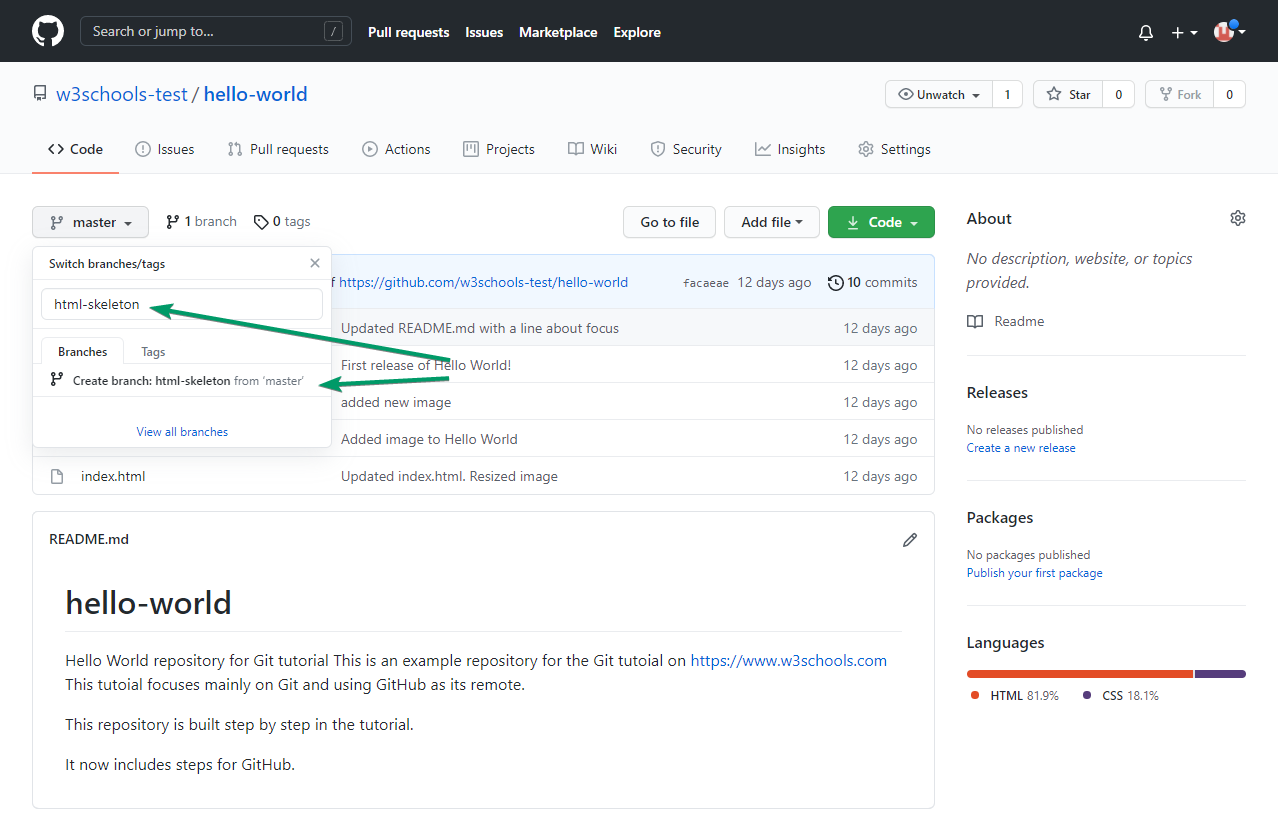 Search or jump to... / Pull requests Issues Marketplace Explore
w3schools-test / hello-world Unwatch 1 Star 0 Fork 0
Code Issues Pull requests Actions Projects Wiki Security Insights Settings
master 1 branch 0 tags Go to file Add file Code
Switch branches/tags
html-skeleton
Branches Tags
Create branch: html-skeleton from 'master'
View all branches
https://github.com/w3schools-test/hello-world facaeae 12 days ago 10 commits
Updated README.md with a line about focus 12 days ago
First release of Hello World! 12 days ago
added new image 12 days ago
Added image to Hello World 12 days ago
index.html Updated index.html. Resized image 12 days ago
README.md
hello-world
Hello World repository for Git tutorial This is an example repository for the Git tutoial on https://www.w3schools.com
This tutoial focuses mainly on Git and using GitHub as its remote.
This repository is built step by step in the tutorial.
It now includes steps for GitHub.
About
No description, website, or topics
provided.
Readme
Releases
No releases published
Create a new release
Packages
No packages published
Publish your first package
Languages
HTML 81.9% CSS 18.1%